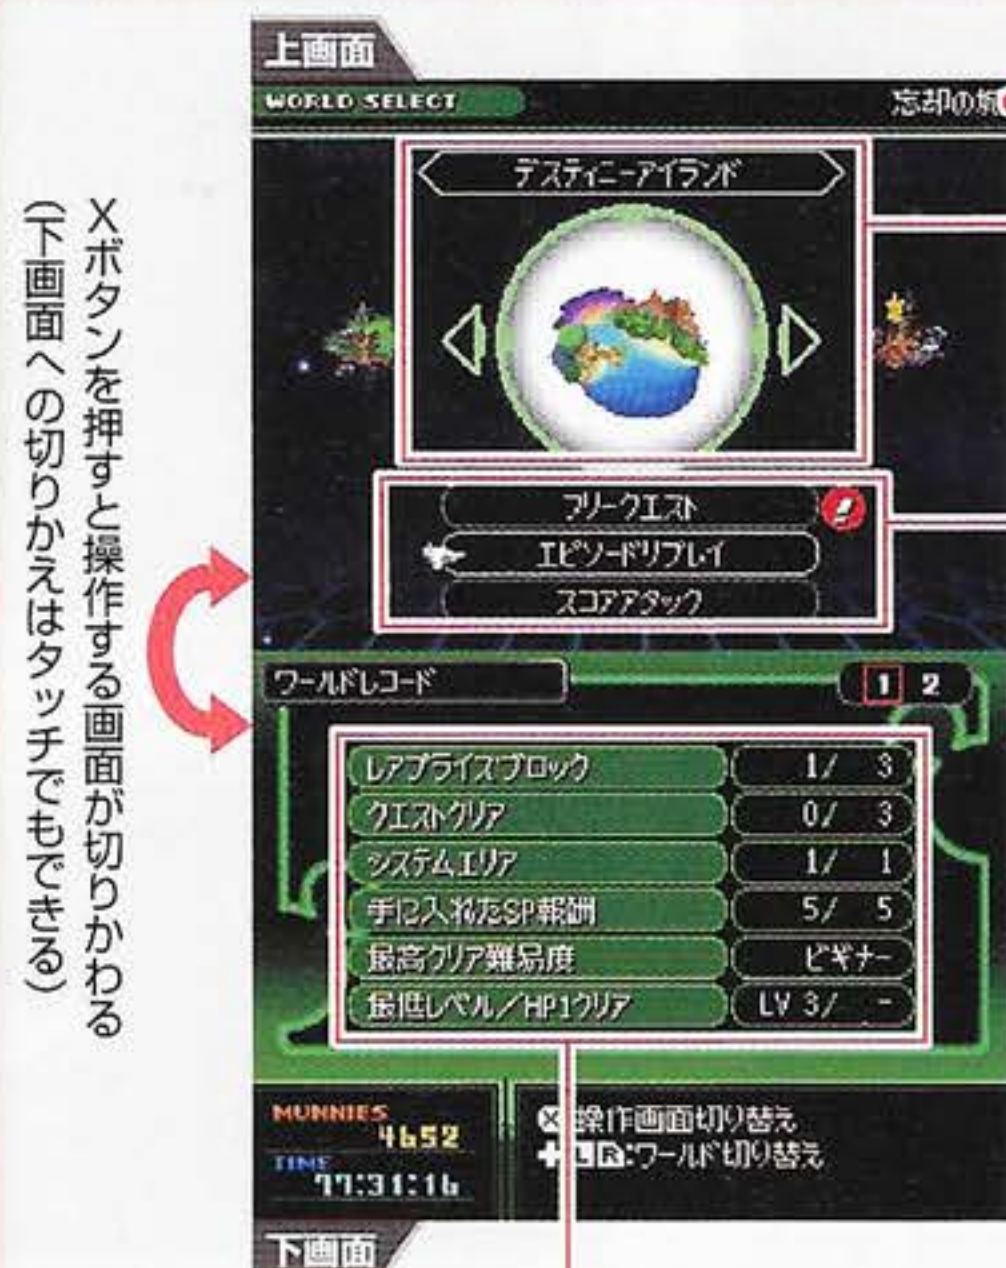 Xボタンを押すと操作する画面が切りかわる
(下画面への切りかえはタッチでもできる)
上画面
WORLD SELECT
忘却の城
デスティニーアイランド
フリークエスト
エピソードリプレイ
スコアアタック
ワールドレコード 1 2
レアプライズブロック 1/ 3
クエストクリア 0/ 3
システムエリア 1/ 1
手に入れたSP報酬 5/ 5
最高クリア難易度 ビギナー
最低レベル/HP1クリア LV 3/ -
MUNNIES
4652
TIME
77:31:16
X:操作画面切り替え
L R:ワールド切り替え
下画面